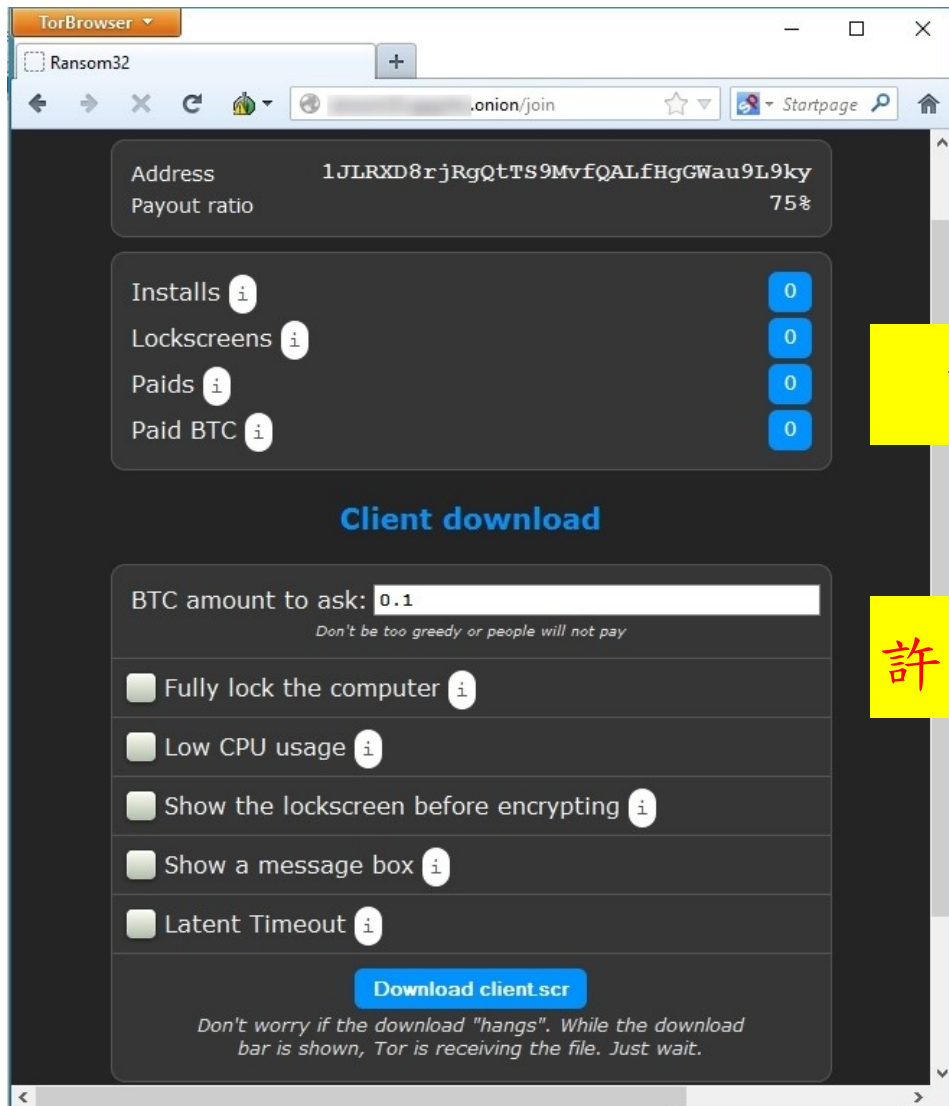 TorBrowser
Ransom32
.onion/join
Startpage
Address 1JLRXD8rjRgQtTS9MvfQALfHgGWau9L9ky
Payout ratio 75%
Installs i 0
Lockscreens i 0
Paids i 0
Paid BTC i 0
Client download
BTC amount to ask: 0.1
Don't be too greedy or people will not pay
許
Fully lock the computer i
Low CPU usage i
Show the lockscreen before encrypting i
Show a message box i
Latent Timeout i
Download client.scr
Don't worry if the download "hangs". While the download
bar is shown, Tor is receiving the file. Just wait.